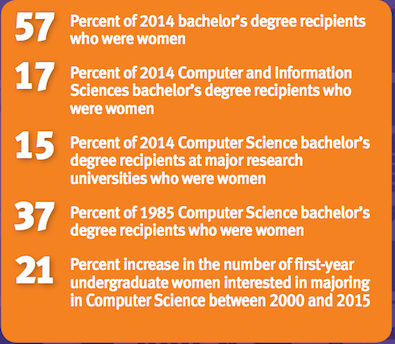 57 Percent of 2014 bachelor's degree recipients
who were women
17 Percent of 2014 Computer and Information
Sciences bachelor's degree recipients who
were women
15 Percent of 2014 Computer Science bachelor's
degree recipients at major research
universities who were women
37 Percent of 1985 Computer Science bachelor's
degree recipients who were women
21 Percent increase in the number of first-year
undergraduate women interested in majoring
in Computer Science between 2000 and 2015